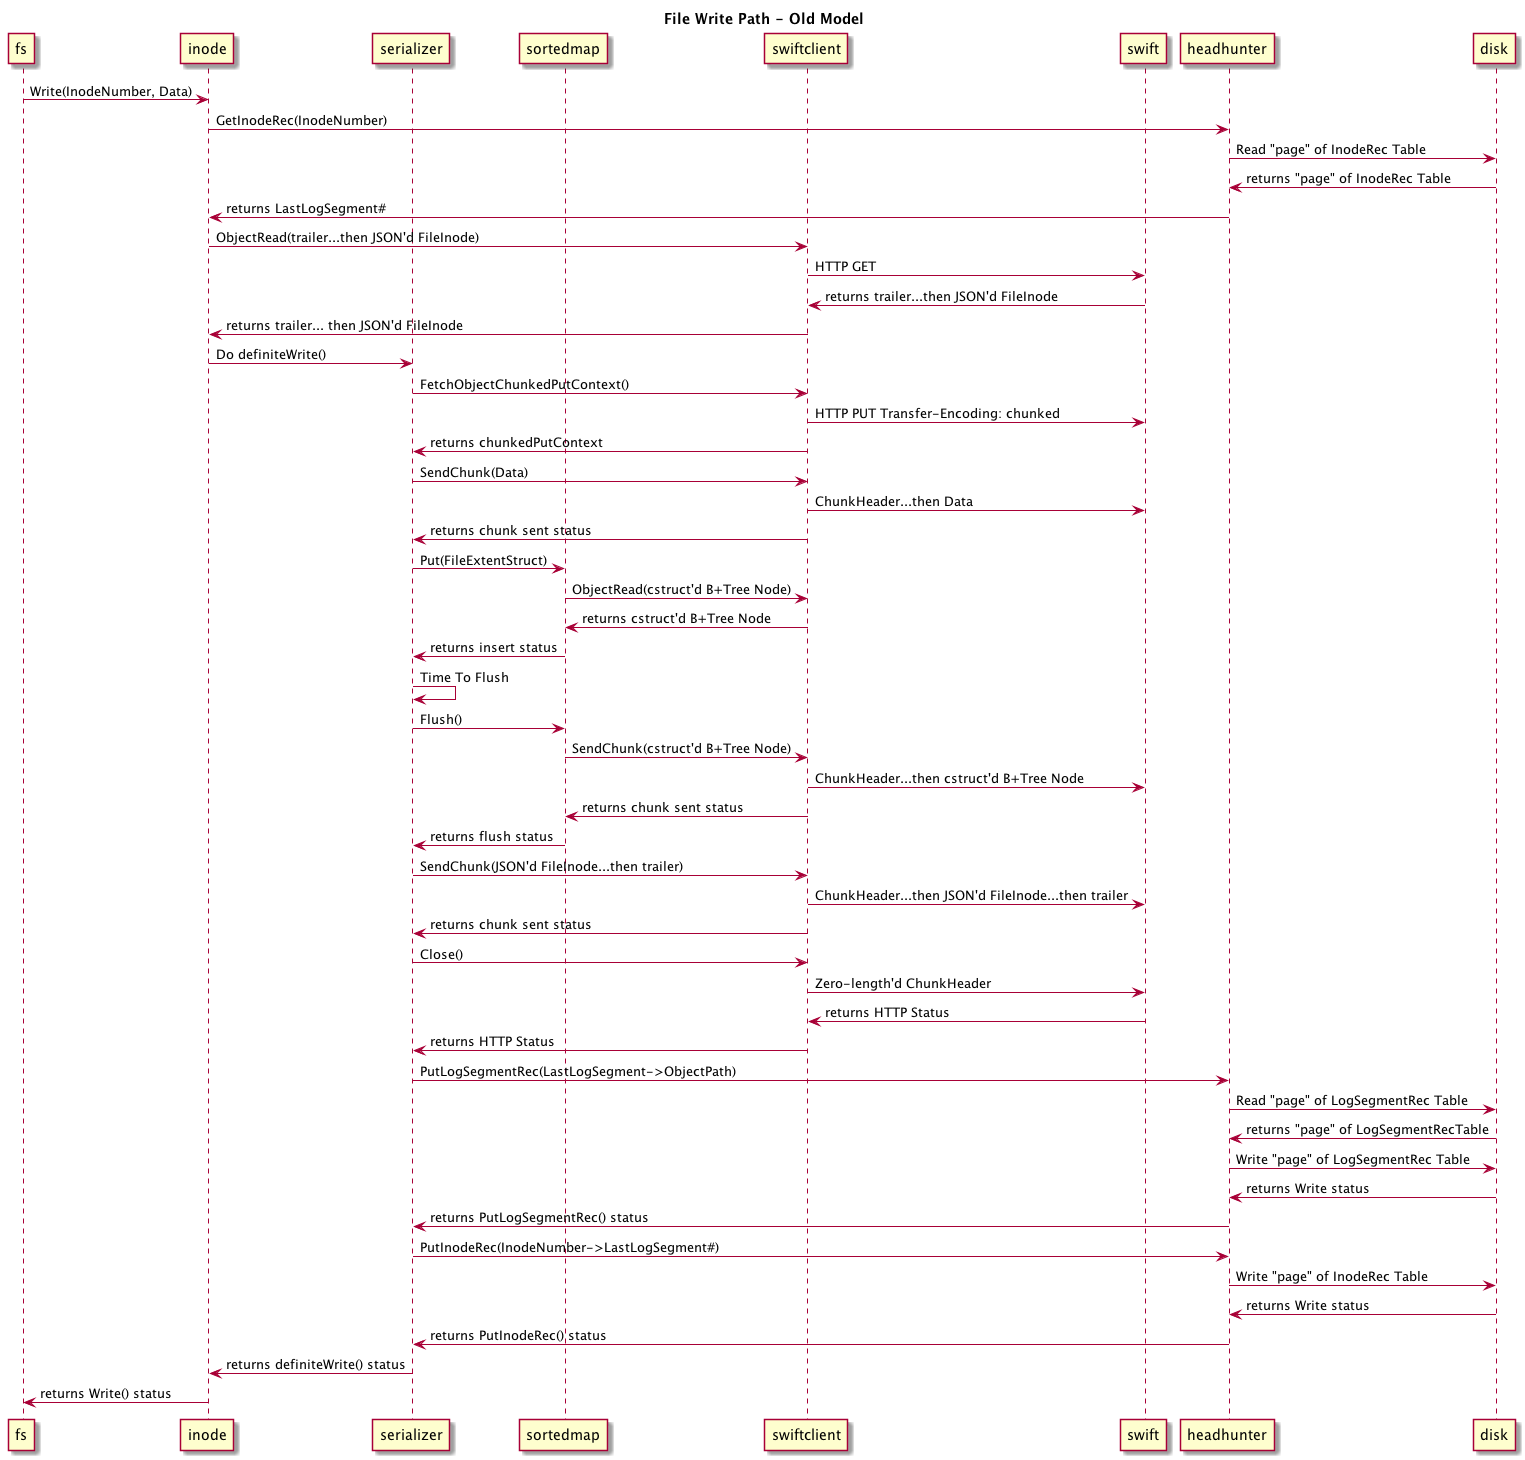 File Write Path - Old Model
fs inode serializer sortedmap swiftclient swift headhunter disk
Write(InodeNumber, Data)
GetInodeRec(InodeNumber)
Read "page" of InodeRec Table
returns "page" of InodeRec Table
returns LastLogSegment#
ObjectRead(trailer...then JSON'd FileInode)
HTTP GET
returns trailer...then JSON'd FileInode
returns trailer... then JSON'd FileInode
Do definiteWrite()
FetchObjectChunkedPutContext()
HTTP PUT Transfer-Encoding: chunked
returns chunkedPutContext
SendChunk(Data)
ChunkHeader...then Data
returns chunk sent status
Put(FileExtentStruct)
ObjectRead(cstruct'd B+Tree Node)
returns cstruct'd B+Tree Node
returns insert status
Time To Flush
Flush()
SendChunk(cstruct'd B+Tree Node)
ChunkHeader...then cstruct'd B+Tree Node
returns chunk sent status
returns flush status
SendChunk(JSON'd FileInode...then trailer)
ChunkHeader...then JSON'd FileInode...then trailer
returns chunk sent status
Close()
Zero-length'd ChunkHeader
returns HTTP Status
returns HTTP Status
PutLogSegmentRec(LastLogSegment->ObjectPath)
Read "page" of LogSegmentRec Table
returns "page" of LogSegmentRecTable
Write "page" of LogSegmentRec Table
returns Write status
returns PutLogSegmentRec() status
PutInodeRec(InodeNumber->LastLogSegment#)
Write "page" of InodeRec Table
returns Write status
returns PutInodeRec() status
returns definiteWrite() status
returns Write() status
fs inode serializer sortedmap swiftclient swift headhunter disk